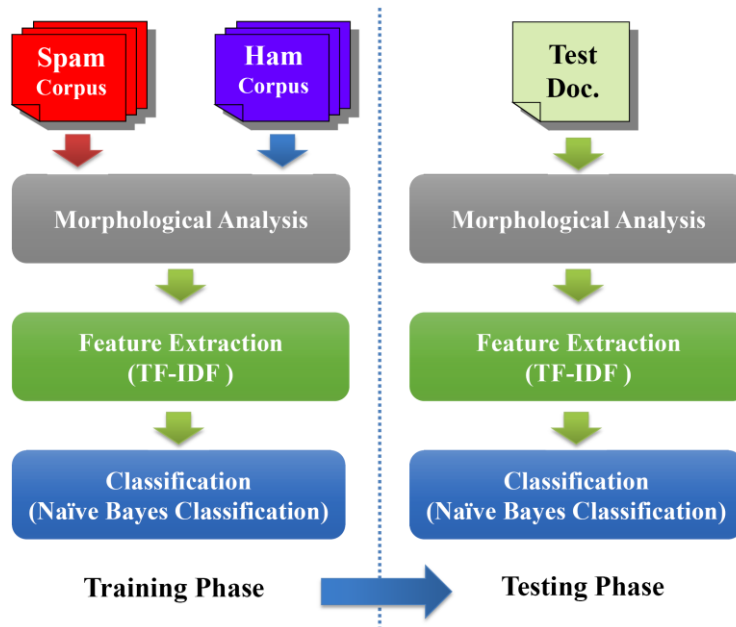 Spam
Corpus
Ham
Corpus
Morphological Analysis
Feature Extraction
(TF-IDF )
Classification
(Naïve Bayes Classification)
Training Phase
Test
Doc.
Morphological Analysis
Feature Extraction
(TF-IDF )
Classification
(Naïve Bayes Classification)
Testing Phase